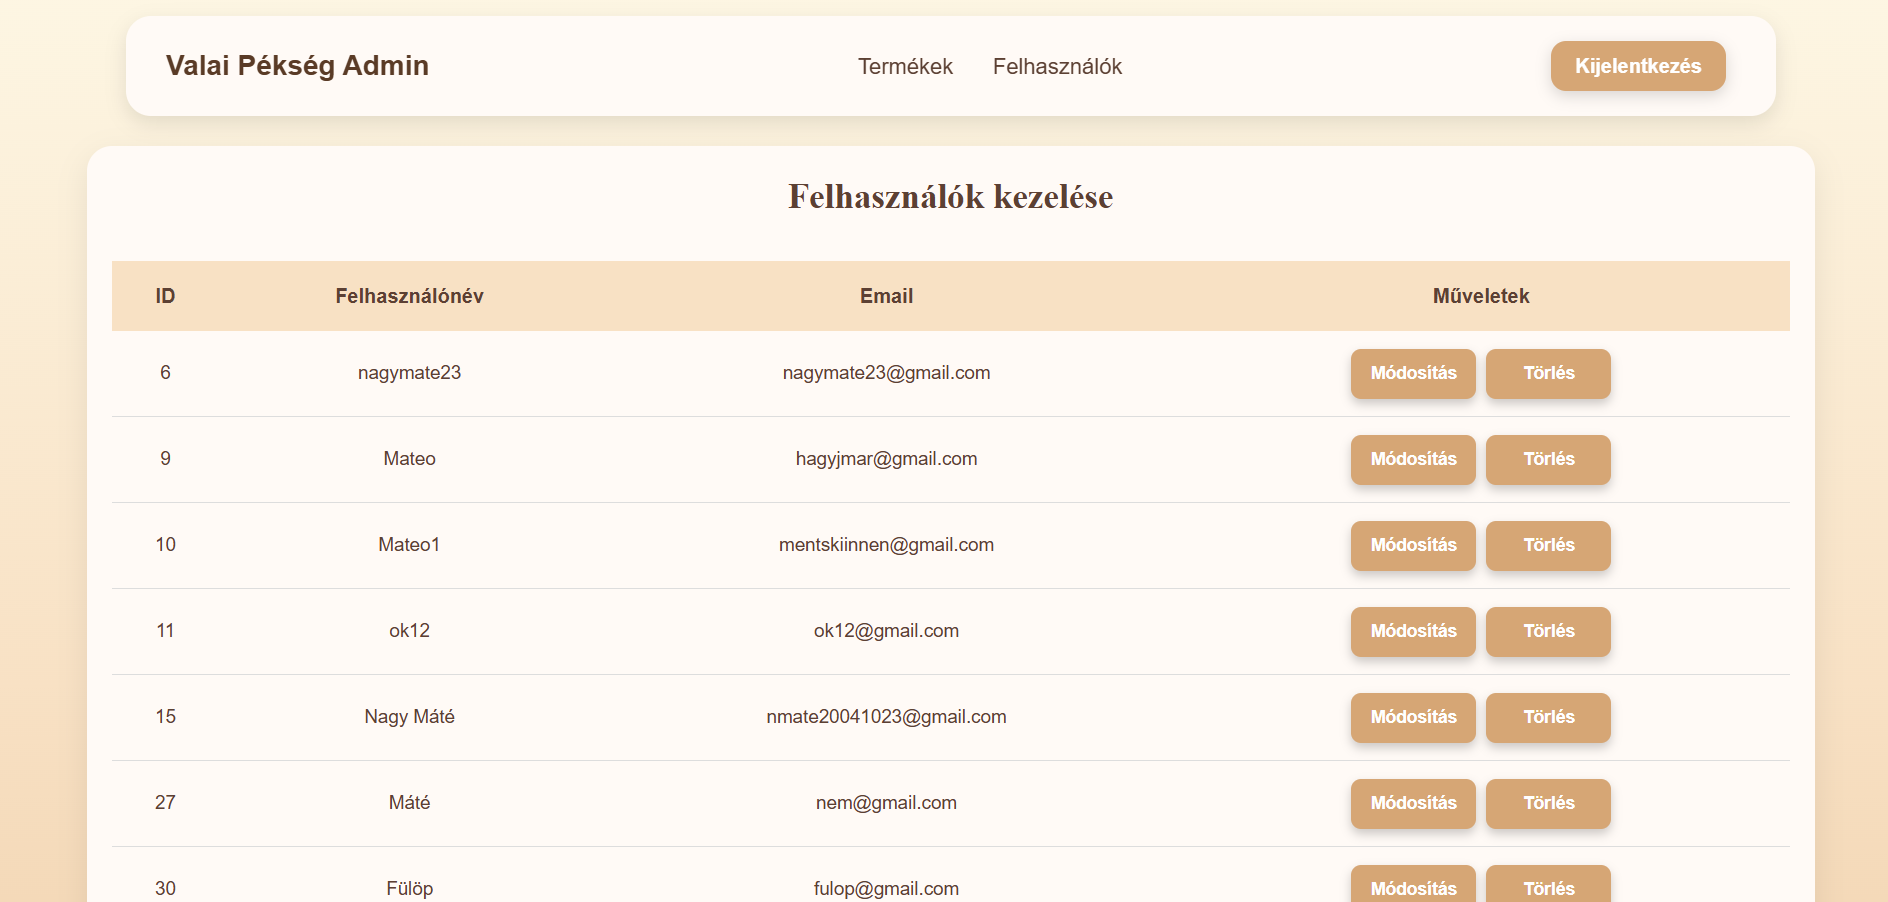 Valai Pékség Admin
Termékek
Felhasználók
Kijelentkezés
Felhasználók kezelése
ID Felhasználónév Email Műveletek
6 nagymate23 nagymate23@gmail.com Módosítás Törlés
9 Mateo hagyjmar@gmail.com Módosítás Törlés
10 Mateo1 mentskiinnen@gmail.com Módosítás Törlés
11 ok12 ok12@gmail.com Módosítás Törlés
15 Nagy Máté nmate20041023@gmail.com Módosítás Törlés
27 Máté nem@gmail.com Módosítás Törlés
30 Fülöp fulop@gmail.com Módosítás Törlés